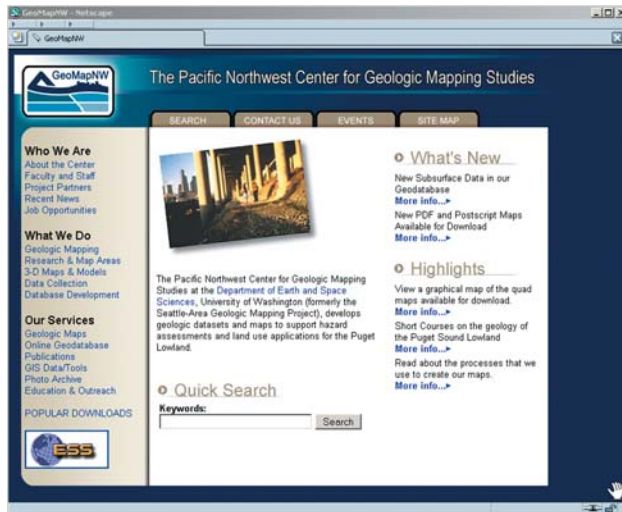 GeoMapNW - Netscape
GeoMapNW
GeoMapNW
The Pacific Northwest Center for Geologic Mapping Studies
SEARCH
CONTACT US
EVENTS
SITE MAP
Who We Are
About the Center
Faculty and Staff
Project Partners
Recent News
Job Opportunities
What We Do
Geologic Mapping
Research & Map Areas
3-D Maps & Models
Data Collection
Database Development
Our Services
Geologic Maps
Online Geodatabase
Publications
GIS Data/Tools
Photo Archive
Education & Outreach
POPULAR DOWNLOADS
ESS
The Pacific Northwest Center for Geologic Mapping
Studies at the Department of Earth and Space
Sciences, University of Washington (formerly the
Seattle-Area Geologic Mapping Project), develops
geologic datasets and maps to support hazard
assessments and land use applications for the Puget
Lowland.
Quick Search
Keywords:
Search
What's New
New Subsurface Data in our
Geodatabase
More info...
New PDF and Postscript Maps
Available for Download
More info...
Highlights
View a graphical map of the quad
maps available for download.
More info...
Short Courses on the geology of
the Puget Sound Lowland
More info...
Read about the processes that we
use to create our maps.
More info...